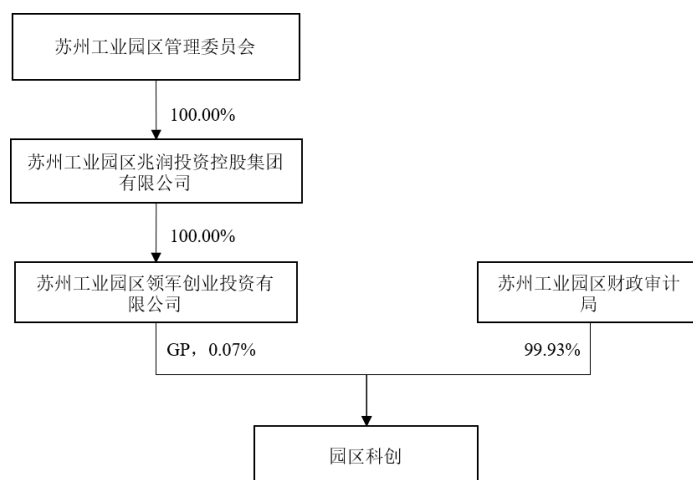 苏州工业园区管理委员会
100.00%
苏州工业园区兆润投资控股集团
有限公司
100.00%
苏州工业园区领军创业投资有
限公司
苏州工业园区财政审计
局
GP，0.07%
99.93%
园区科创